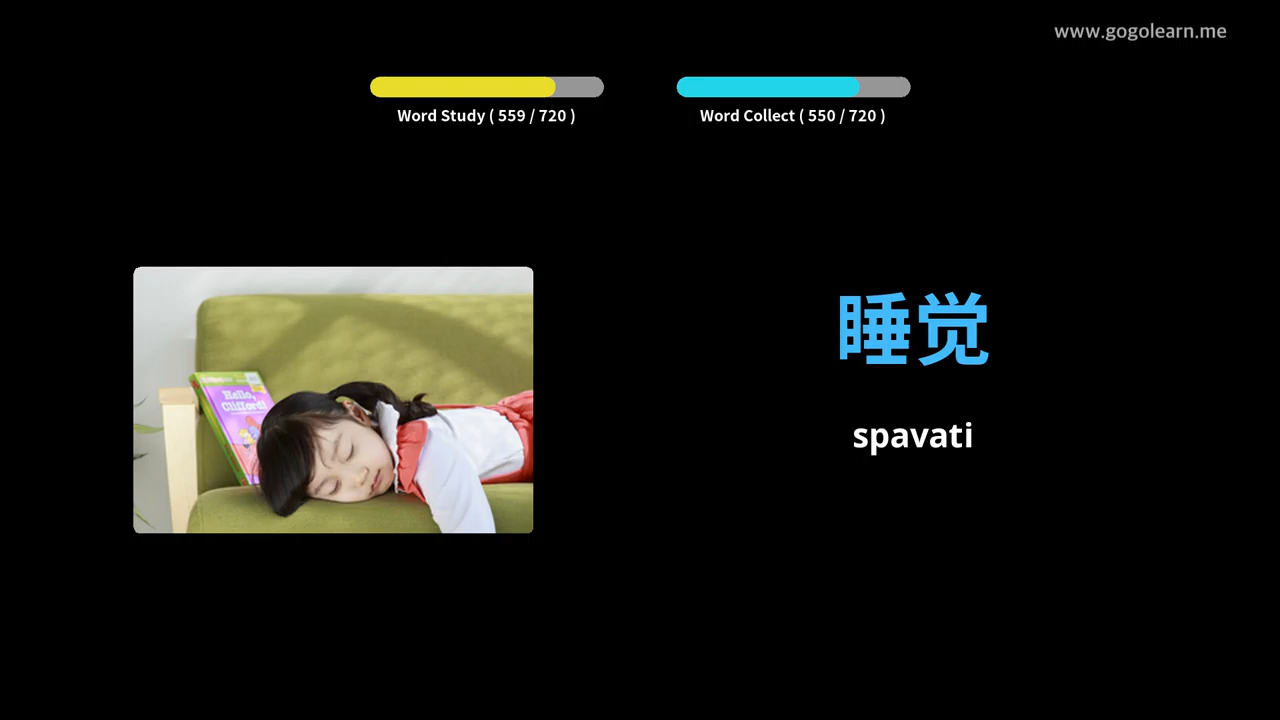 www.gogolearn.me
Word Study ( 559 / 720 )
Word Collect ( 550 / 720 )
Hello,
Clifford!
睡觉
spavati